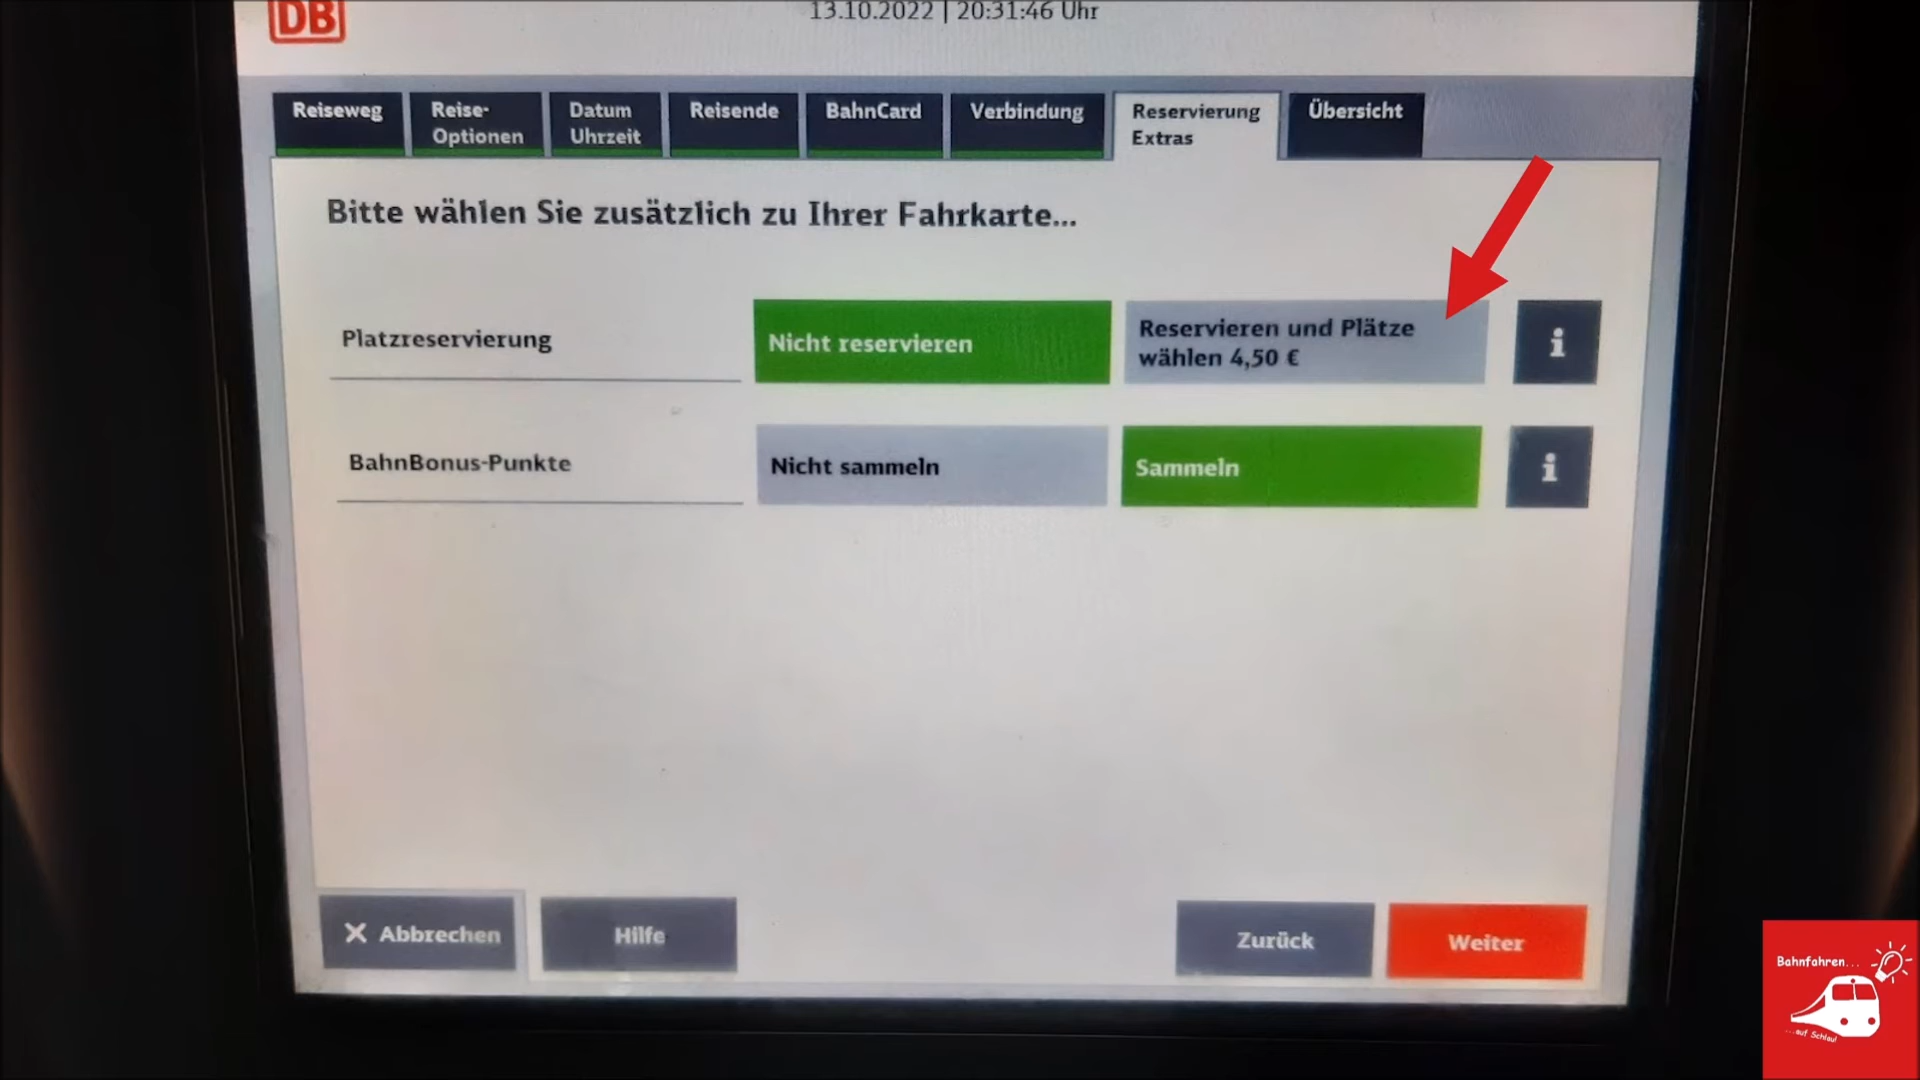 DB
13.10.2022 | 20:31:46 Uhr
Reiseweg
Reise-
Optionen
Datum
Uhrzeit
Reisende
BahnCard
Verbindung
Reservierung
Extras
Übersicht
Bitte wählen Sie zusätzlich zu Ihrer Fahrkarte...
Platzreservierung
Nicht reservieren
Reservieren und Plätze
wählen 4,50 €
i
BahnBonus-Punkte
Nicht sammeln
Sammeln
i
X Abbrechen
Hilfe
Zurück
Weiter
Bahnfahren...
...auf Schlau!